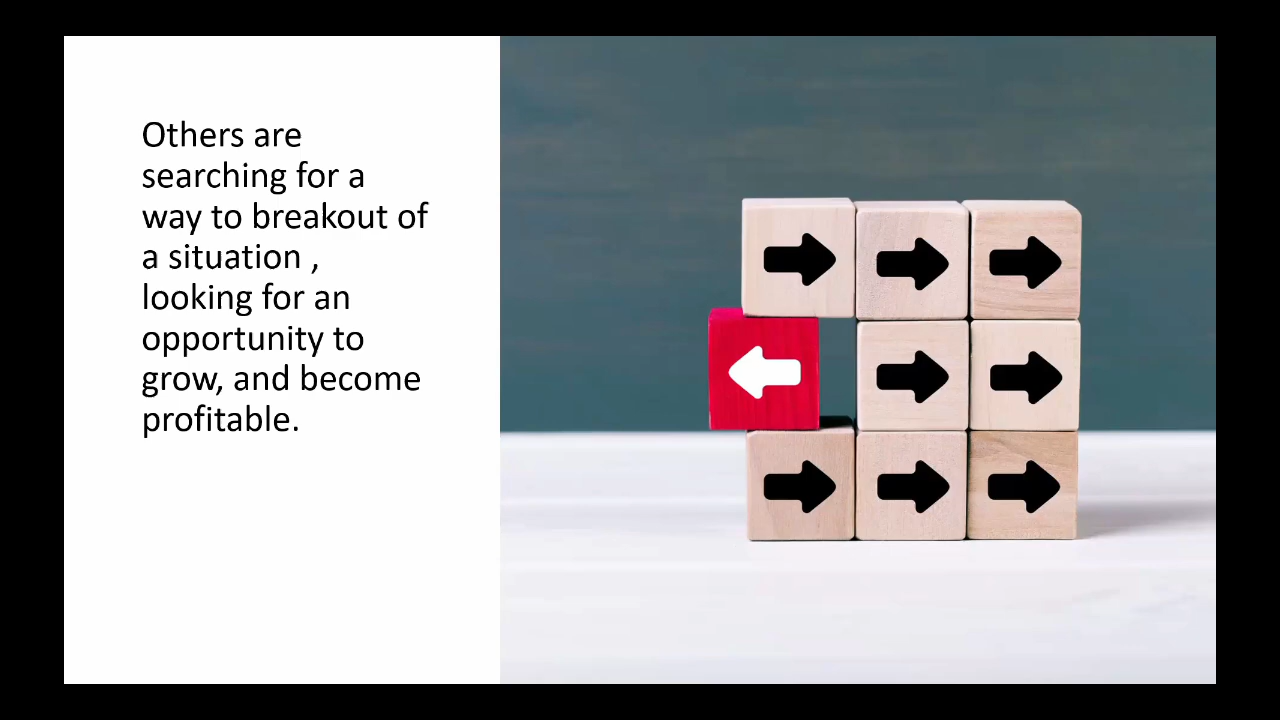 Others are
searching for a
way to breakout of
a situation ,
looking for an
opportunity to
grow, and become
profitable.